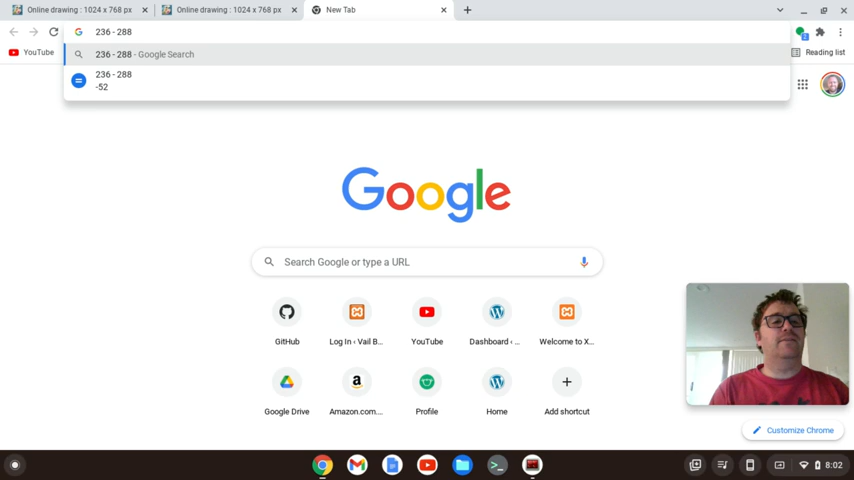 Online drawing : 1024 x 768 px
Online drawing : 1024 x 768 px
New Tab
236 - 288
236 - 288 - Google Search
236 - 288
-52
YouTube
Reading list
Google
Search Google or type a URL
GitHub
Log In ‹ Vail B...
YouTube
Dashboard ‹ ...
Welcome to X...
Google Drive
Amazon.com....
Profile
Home
Add shortcut
Customize Chrome
8:02